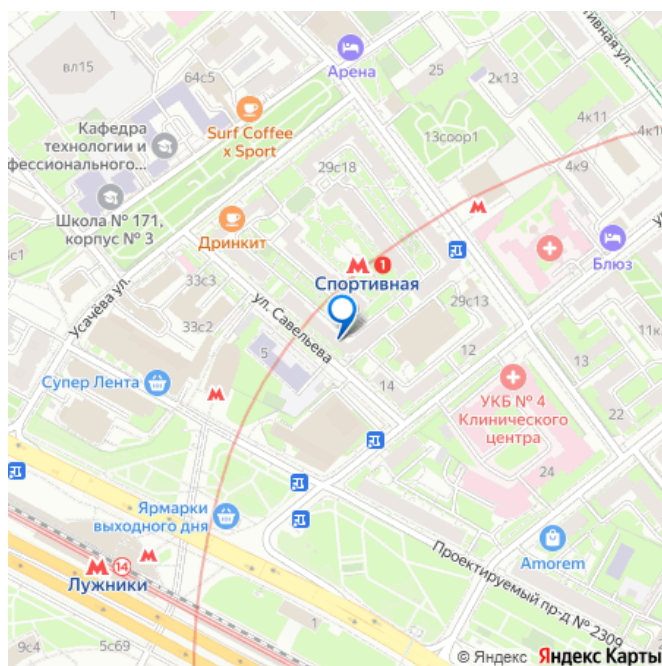 тивная ул.
вл15
64с5
Арена
25
2к13
Surf Coffee
x Sport
Кафедра
технологии и
фессионального...
13соор1
4к11
4к9
29с18
Школа № 171,
корпус № 3
Дринкит
Блюз
1
Спортивная
33с3
Усачёва ул.
33с2
ул. Савельева
29с13
5
12
14
13
Супер Лента
УКБ № 4
Клинического
центра
22
24
Ярмарки
выходного дня
Amorem
14
Лужники
Проектируемый пр-д № 2309
1
9с4
5с69
© Яндекс Яндекс Карты